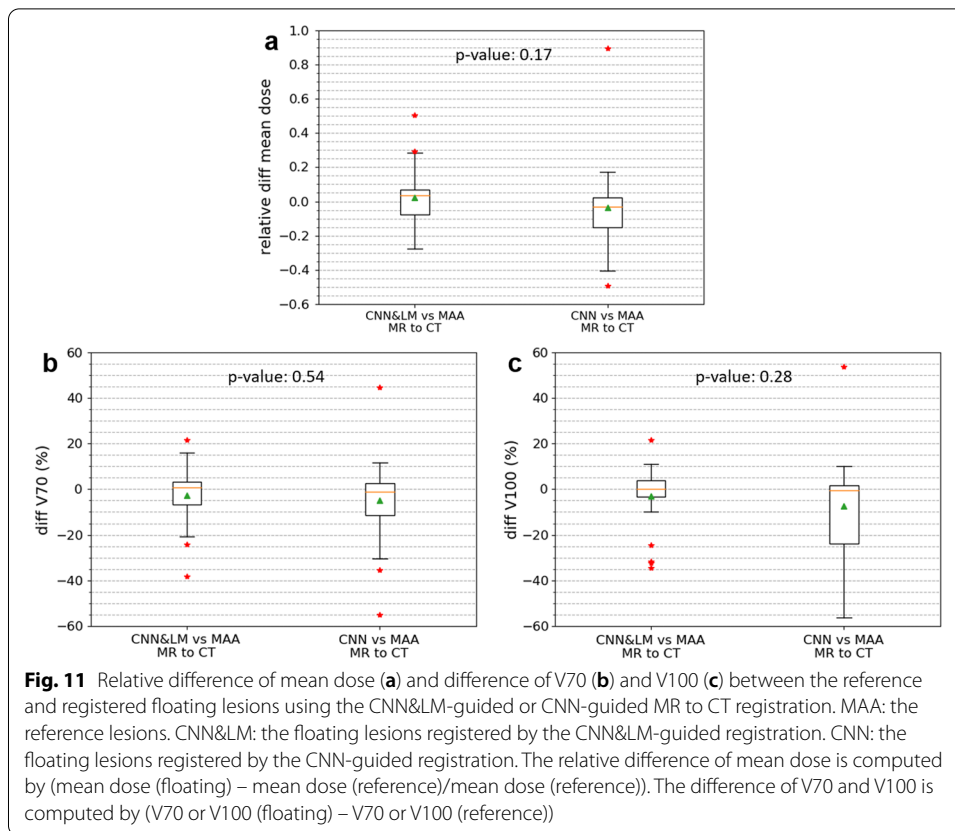 a
p-value: 0.17
relative diff mean dose
1.0
0.8
0.6
0.4
0.2
0.0
−0.2
−0.4
−0.6
CNN&LM vs MAA
MR to CT
CNN vs MAA
MR to CT
b
p-value: 0.54
diff V70 (%)
60
40
20
0
−20
−40
−60
CNN&LM vs MAA
MR to CT
CNN vs MAA
MR to CT
c
p-value: 0.28
diff V100 (%)
60
40
20
0
−20
−40
−60
CNN&LM vs MAA
MR to CT
CNN vs MAA
MR to CT
Fig. 11 Relative difference of mean dose (a) and difference of V70 (b) and V100 (c) between the reference
and registered floating lesions using the CNN&LM-guided or CNN-guided MR to CT registration. MAA: the
reference lesions. CNN&LM: the floating lesions registered by the CNN&LM-guided registration. CNN: the
floating lesions registered by the CNN-guided registration. The relative difference of mean dose is computed
by (mean dose (floating) – mean dose (reference)/mean dose (reference)). The difference of V70 and V100 is
computed by (V70 or V100 (floating) – V70 or V100 (reference))